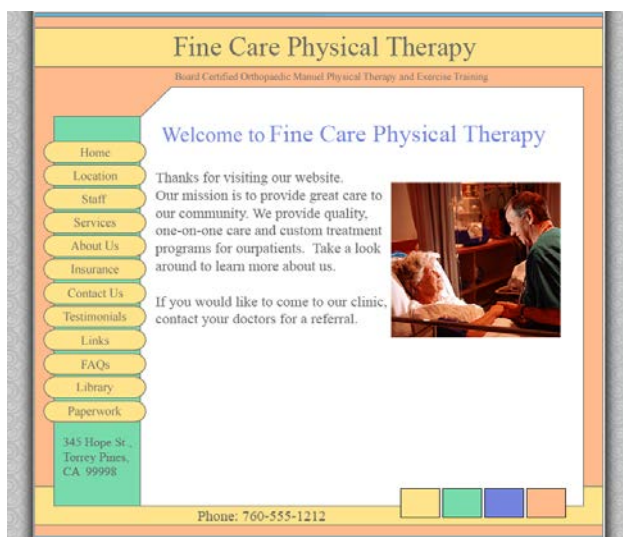 Fine Care Physical Therapy
Board Certified Orthopaedic Manuel Physical Therapy and Exercise Training
Welcome to Fine Care Physical Therapy
Home
Location
Staff
Services
About Us
Insurance
Contact Us
Testimonials
Links
FAQs
Library
Paperwork
345 Hope St.,
Torrey Pines,
CA 99998
Thanks for visiting our website.
Our mission is to provide great care to
our community. We provide quality,
one-on-one care and custom treatment
programs for ourpatients. Take a look
around to learn more about us.
If you would like to come to our clinic,
contact your doctors for a referral.
Phone: 760-555-1212